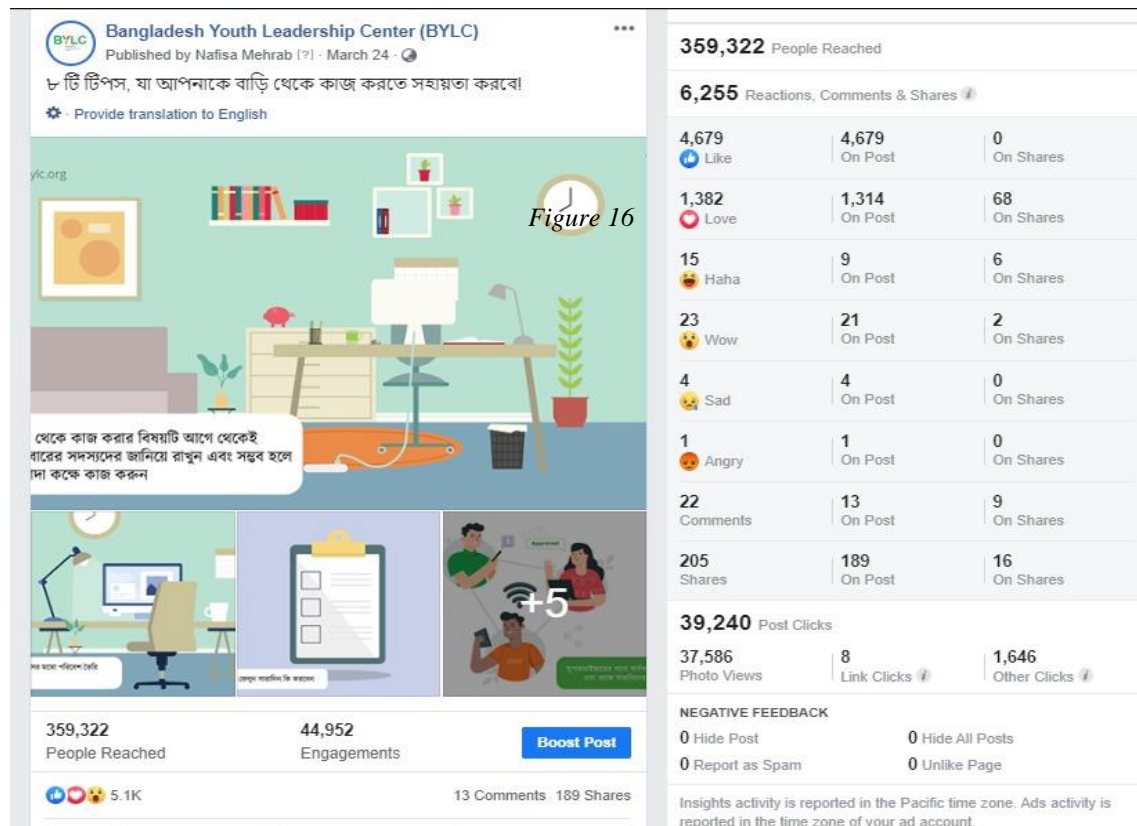 BYLC
Bangladesh Youth Leadership Center (BYLC)
Published by Nafisa Mehrab [?] · March 24 ·
৮ টি টিপস, যা আপনাকে বাড়ি থেকে কাজ করতে সহায়তা করবে!
Provide translation to English
ylc.org
Figure 16
থেকে কাজ করার বিষয়টি আগে থেকেই
বারের সদস্যদের জানিয়ে রাখুন এবং সম্ভব হলে
াদা কক্ষে কাজ করুন
মতো পরিবেশ তৈরি
ফেলুন সারাদিন কি করবেন
Approved
+5
359,322
People Reached
44,952
Engagements
Boost Post
5.1K
13 Comments 189 Shares
359,322 People Reached
6,255 Reactions, Comments & Shares
4,679 4,679 0
Like On Post On Shares
1,382 1,314 68
Love On Post On Shares
15 9 6
Haha On Post On Shares
23 21 2
Wow On Post On Shares
4 4 0
Sad On Post On Shares
1 1 0
Angry On Post On Shares
22 13 9
Comments On Post On Shares
205 189 16
Shares On Post On Shares
39,240 Post Clicks
37,586 8 1,646
Photo Views Link Clicks Other Clicks
NEGATIVE FEEDBACK
0 Hide Post 0 Hide All Posts
0 Report as Spam 0 Unlike Page
Insights activity is reported in the Pacific time zone. Ads activity is
reported in the time zone of your ad account.